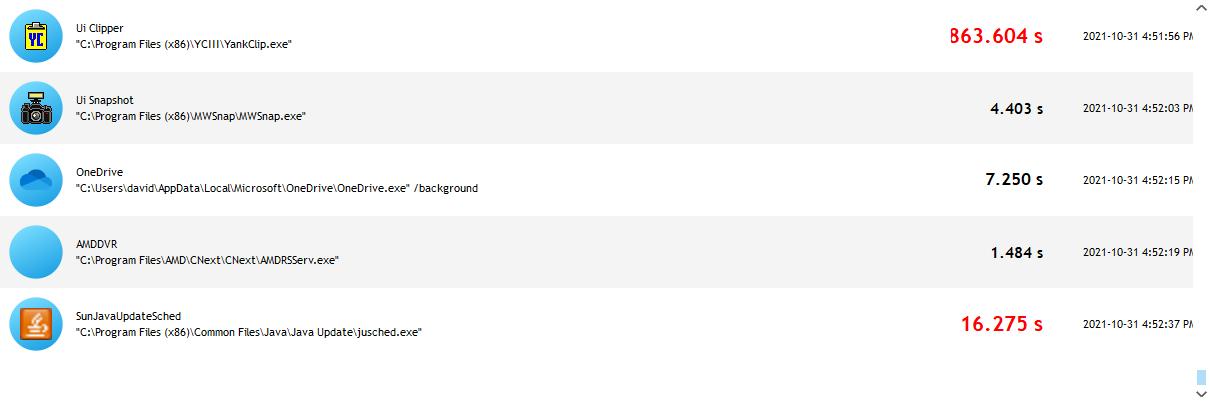 Ui Clipper
"C:\Program Files (x86)\YCIII\YankClip.exe"
863.604 s
2021-10-31 4:51:56 PM
YC
Ui Snapshot
"C:\Program Files (x86)\MWSnap\MWSnap.exe"
4.403 s
2021-10-31 4:52:03 PM
OneDrive
"C:\Users\david\AppData\Local\Microsoft\OneDrive\OneDrive.exe" /background
7.250 s
2021-10-31 4:52:15 PM
AMDDVR
"C:\Program Files\AMD\CNext\CNext\AMDRSServ.exe"
1.484 s
2021-10-31 4:52:19 PM
SunJavaUpdateSched
"C:\Program Files (x86)\Common Files\Java\Java Update\jusched.exe"
16.275 s
2021-10-31 4:52:37 PM